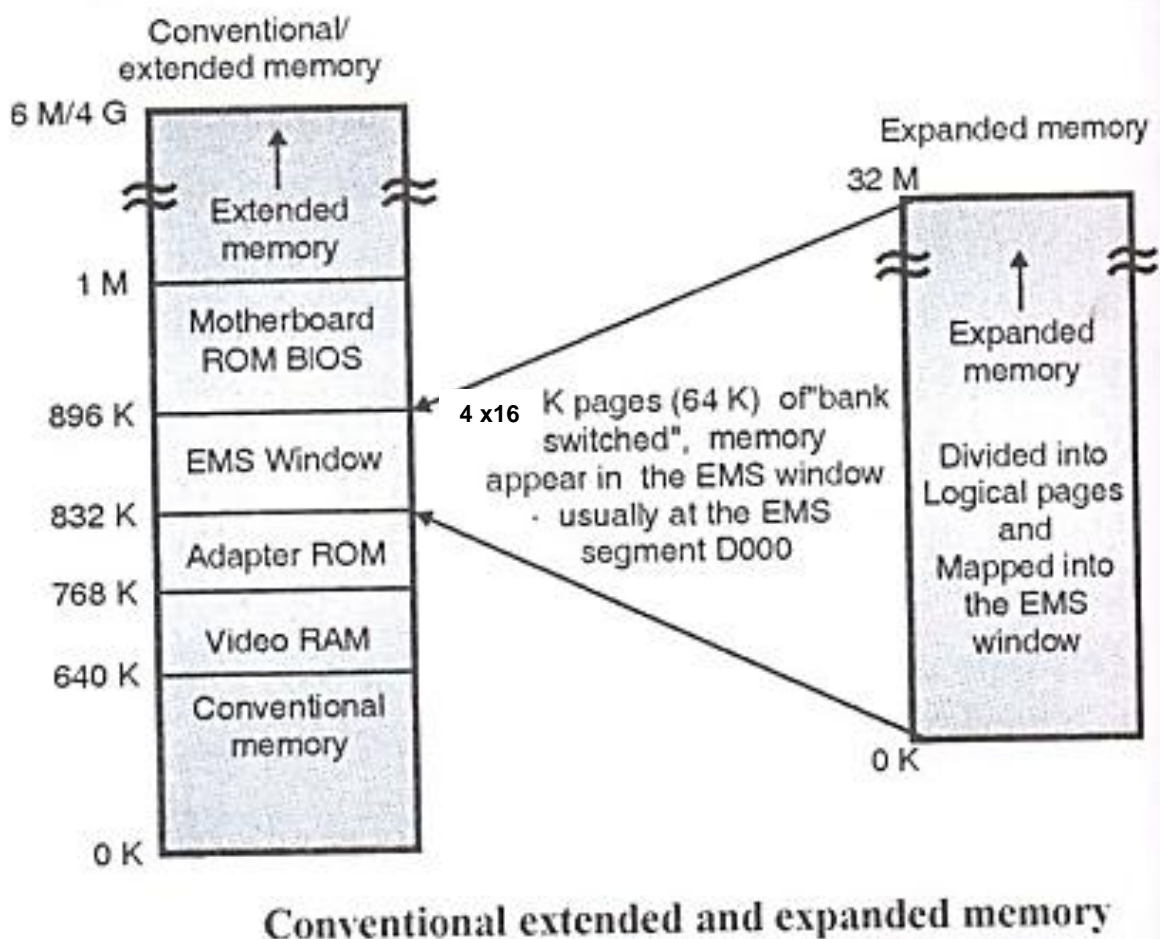 Conventional/
extended memory
6 M/4 G
Extended
memory
1 M
Motherboard
ROM BIOS
896 K
EMS Window
832 K
Adapter ROM
768 K
Video RAM
640 K
Conventional
memory
0 K
4 x16 K pages (64 K) of"bank
switched", memory
appear in the EMS window
usually at the EMS
segment D000
Expanded memory
32 M
Expanded
memory
Divided into
Logical pages
and
Mapped into
the EMS
window
0 K
Conventional extended and expanded memory